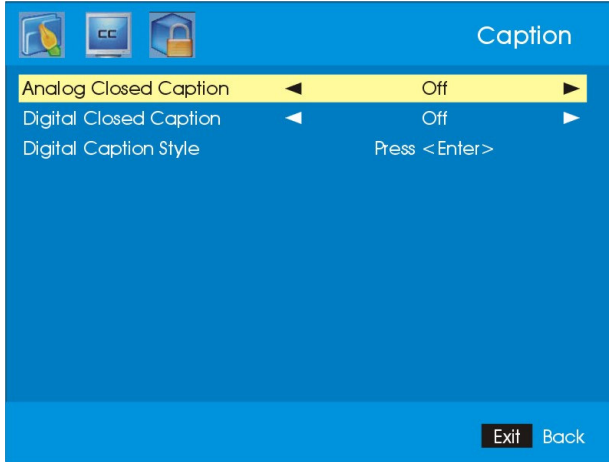 CC
Caption
Analog Closed Caption ◄ Off ►
Digital Closed Caption ◄ Off ►
Digital Caption Style Press <Enter>
Exit Back